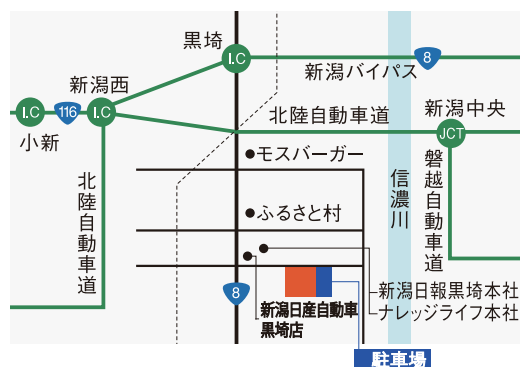 黒埼
I.C
8
新潟バイパス
新潟西
I.C
116
I.C
小新
北陸自動車道
新潟中央
JCT
モスバーガー
北陸自動車道
信濃川
磐越自動車道
ふるさと村
8
新潟日報黒埼本社
ナレッジライフ本社
新潟日産自動車
黒埼店
駐車場